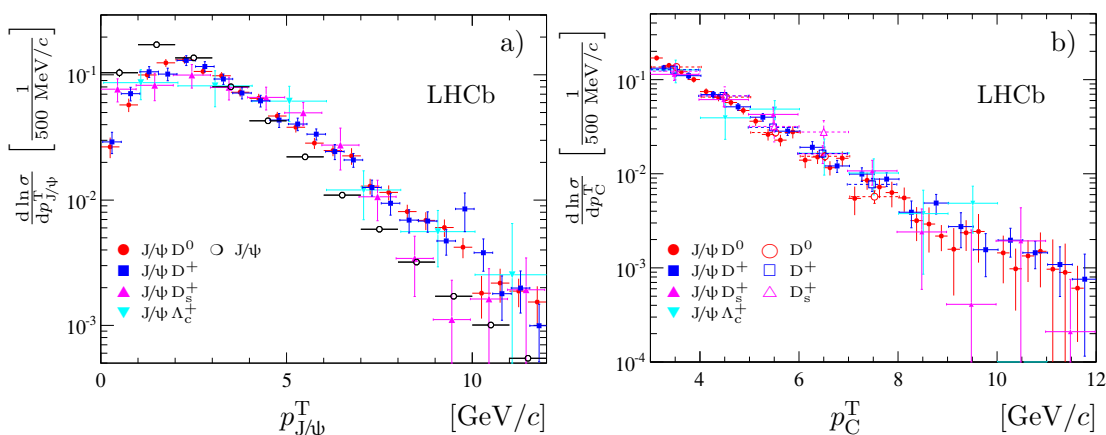 a)
LHCb
d ln σ / dp^T_J/ψ [1 / 500 MeV/c]
10^-1
10^-2
10^-3
J/ψ D^0 J/ψ
J/ψ D^+
J/ψ D_s^+
J/ψ Λ_c^+
0 5 10
p^T_J/ψ [GeV/c]
b)
LHCb
d ln σ / dp^T_C [1 / 500 MeV/c]
1
10^-1
10^-2
10^-3
10^-4
J/ψ D^0 D^0
J/ψ D^+ D^+
J/ψ D_s^+ D_s^+
J/ψ Λ_c^+
4 6 8 10 12
p^T_C [GeV/c]